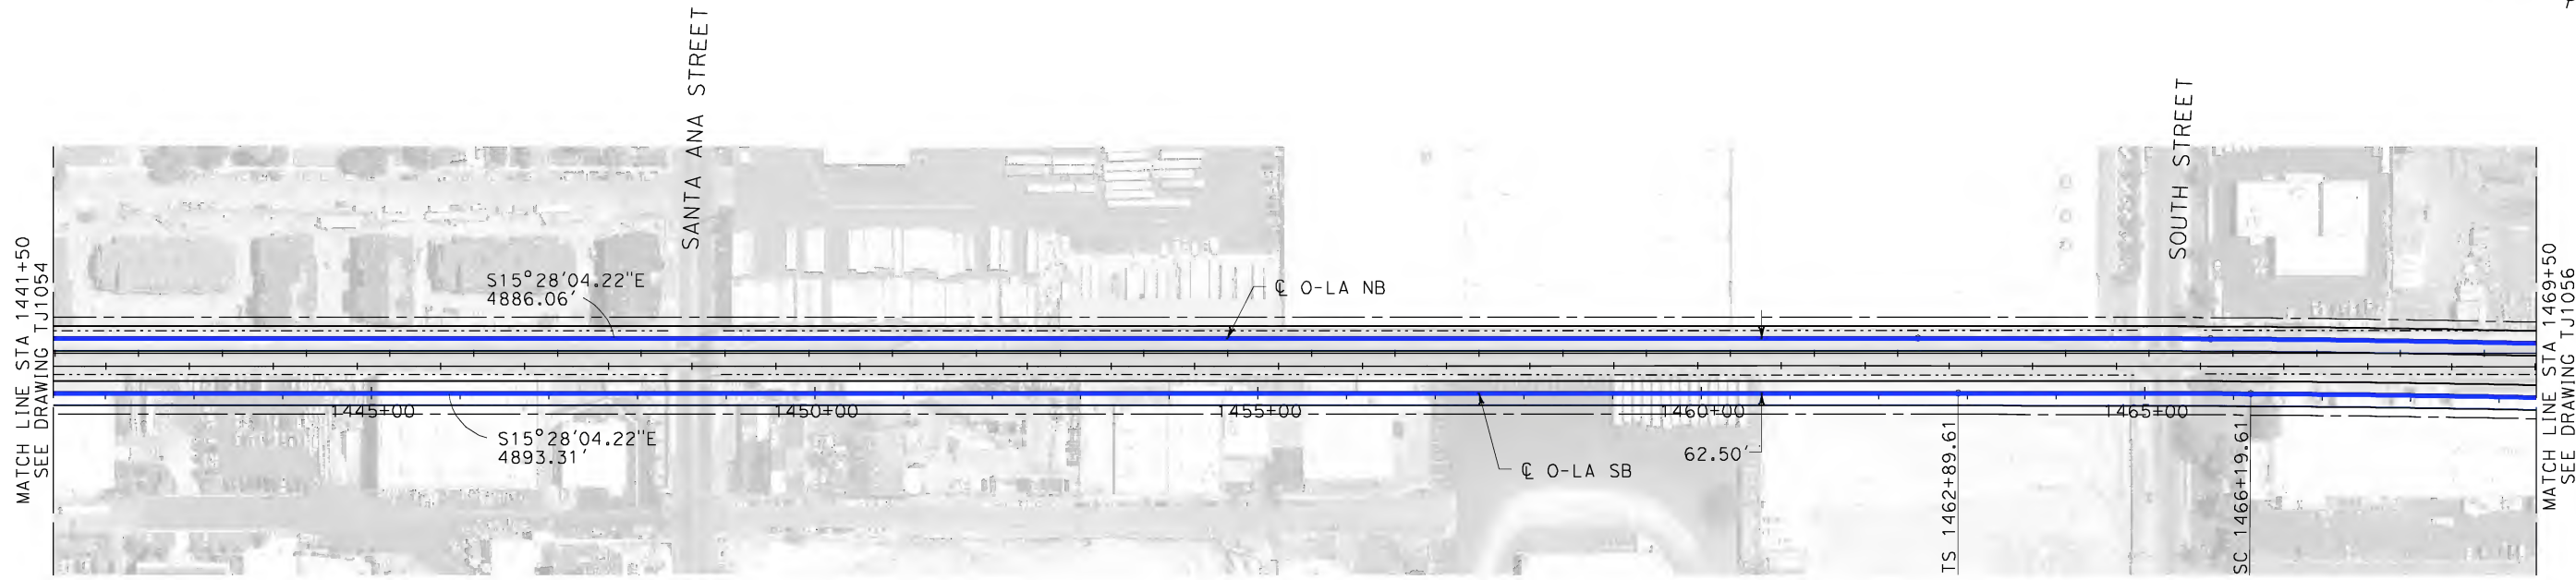 SANTA ANA STREET
SOUTH STREET
MATCH LINE STA 1441+50
SEE DRAWING TJ1054
S15°28'04.22"E
4886.06'
℄ O-LA NB
MATCH LINE STA 1469+50
SEE DRAWING TJ1056
1445+00
1450+00
1455+00
1460+00
1465+00
S15°28'04.22"E
4893.31'
℄ O-LA SB
62.50'
TS 1462+89.61
SC 1466+19.61